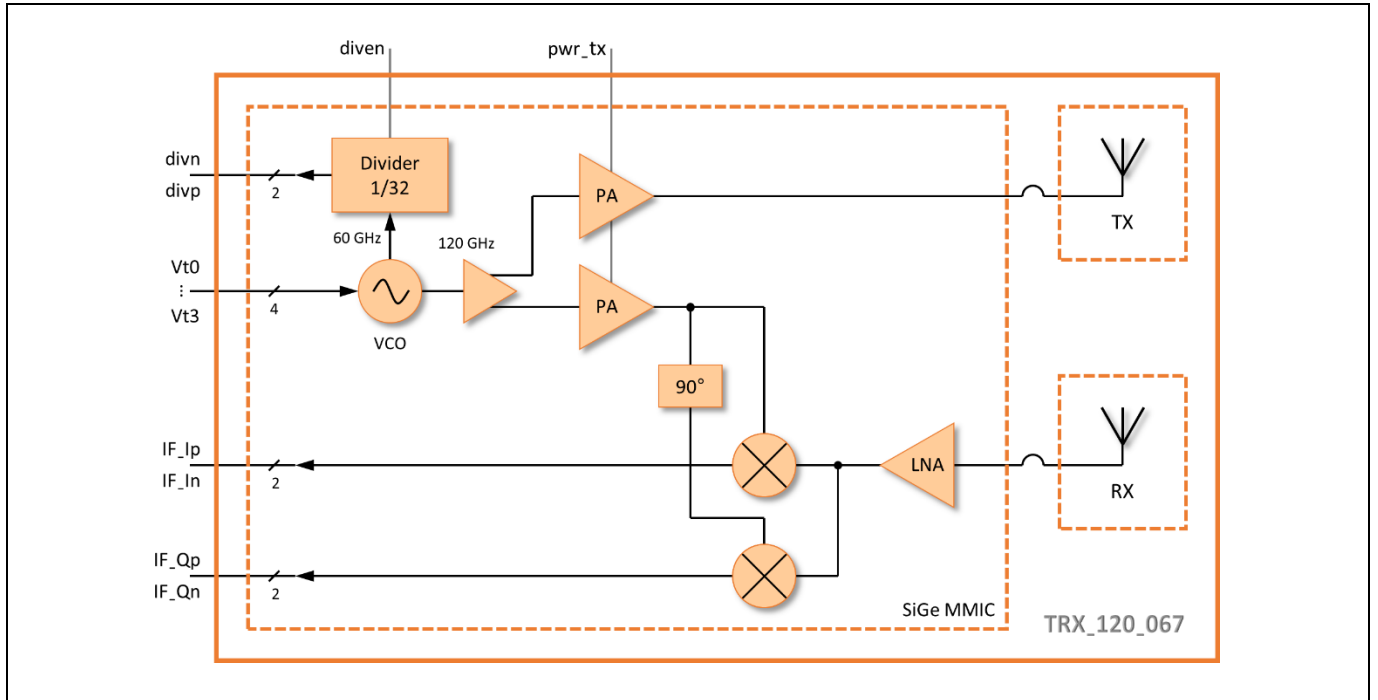 diven
pwr_tx
divn
divp
2
Divider
1/32
60 GHz
120 GHz
PA
TX
Vt0
⋮
Vt3
4
VCO
PA
90°
IF_Ip
IF_In
2
LNA
RX
IF_Qp
IF_Qn
2
SiGe MMIC
TRX_120_067